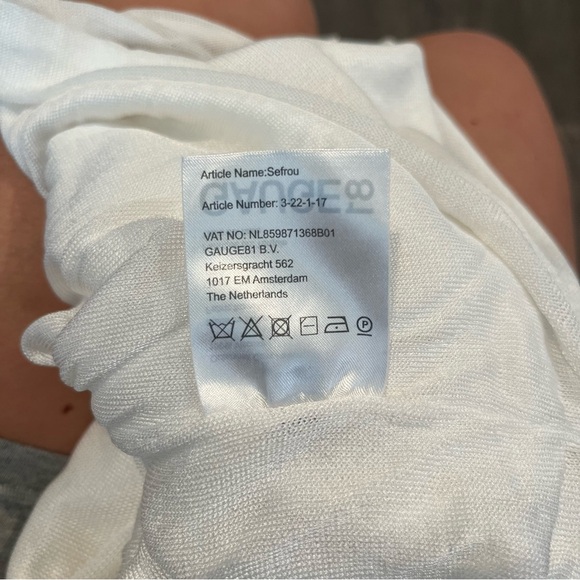 Article Name:Sefrou
GAUGE81
Article Number: 3-22-1-17
VAT NO: NL859871368B01
GAUGE81 B.V.
Keizersgracht 562
1017 EM Amsterdam
The Netherlands
P